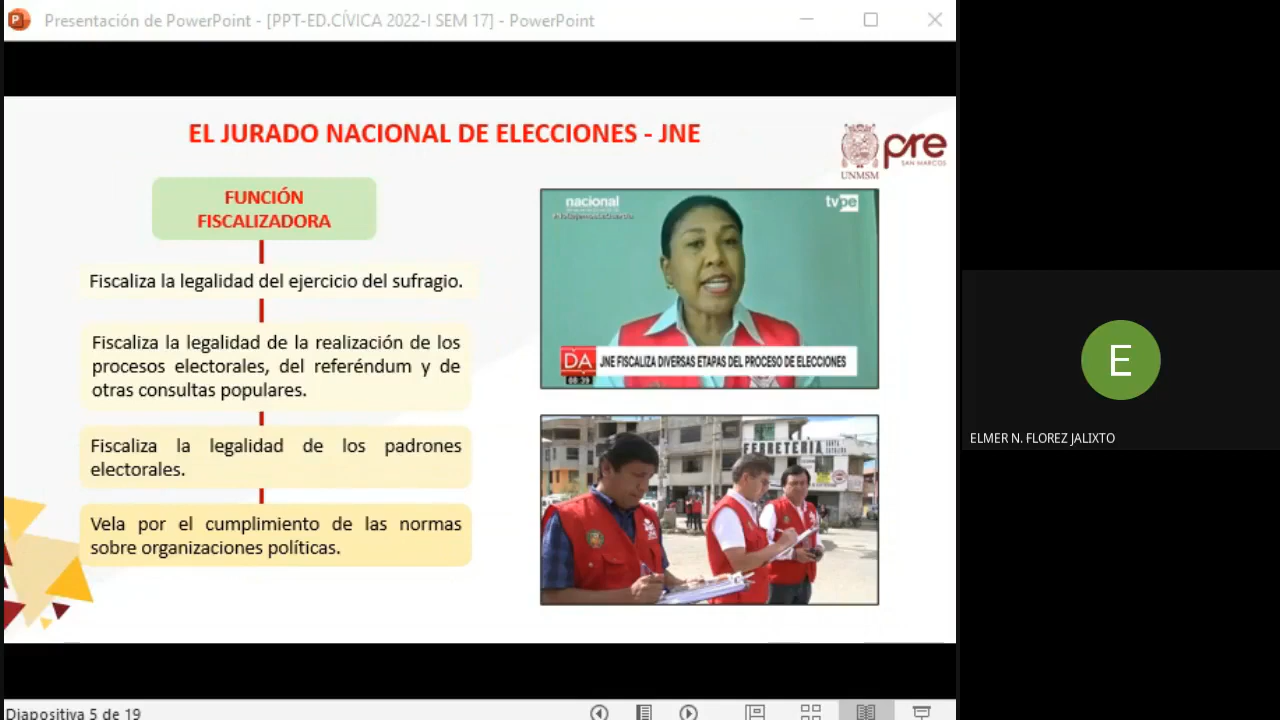 Presentación de PowerPoint - [PPT-ED.CÍVICA 2022-I SEM 17] - PowerPoint
EL JURADO NACIONAL DE ELECCIONES - JNE
UNMSM
pre
SAN MARCOS
FUNCIÓN
FISCALIZADORA
Fiscaliza la legalidad del ejercicio del sufragio.
Fiscaliza la legalidad de la realización de los
procesos electorales, del referéndum y de
otras consultas populares.
Fiscaliza la legalidad de los padrones
electorales.
Vela por el cumplimiento de las normas
sobre organizaciones políticas.
nacional
tvpe
DA
08:39
JNE FISCALIZA DIVERSAS ETAPAS DEL PROCESO DE ELECCIONES
FERRETERIA
E
ELMER N. FLOREZ JALIXTO
Diapositiva 5 de 19